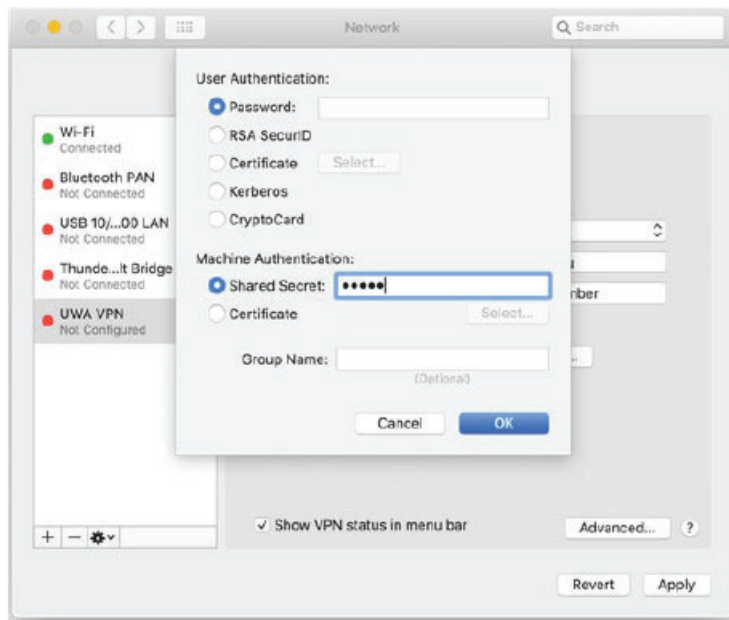 Network
Search
User Authentication:
Password:
RSA SecurID
Certificate Select...
Kerberos
CryptoCard
Machine Authentication:
Shared Secret: •••••
Certificate Select...
Group Name:
(Optional)
Cancel OK
Wi-Fi
Connected
Bluetooth PAN
Not Connected
USB 10/...00 LAN
Not Connected
Thunde...lt Bridge
Not Connected
UWA VPN
Not Configured
Show VPN status in menu bar
Advanced... ?
Revert Apply